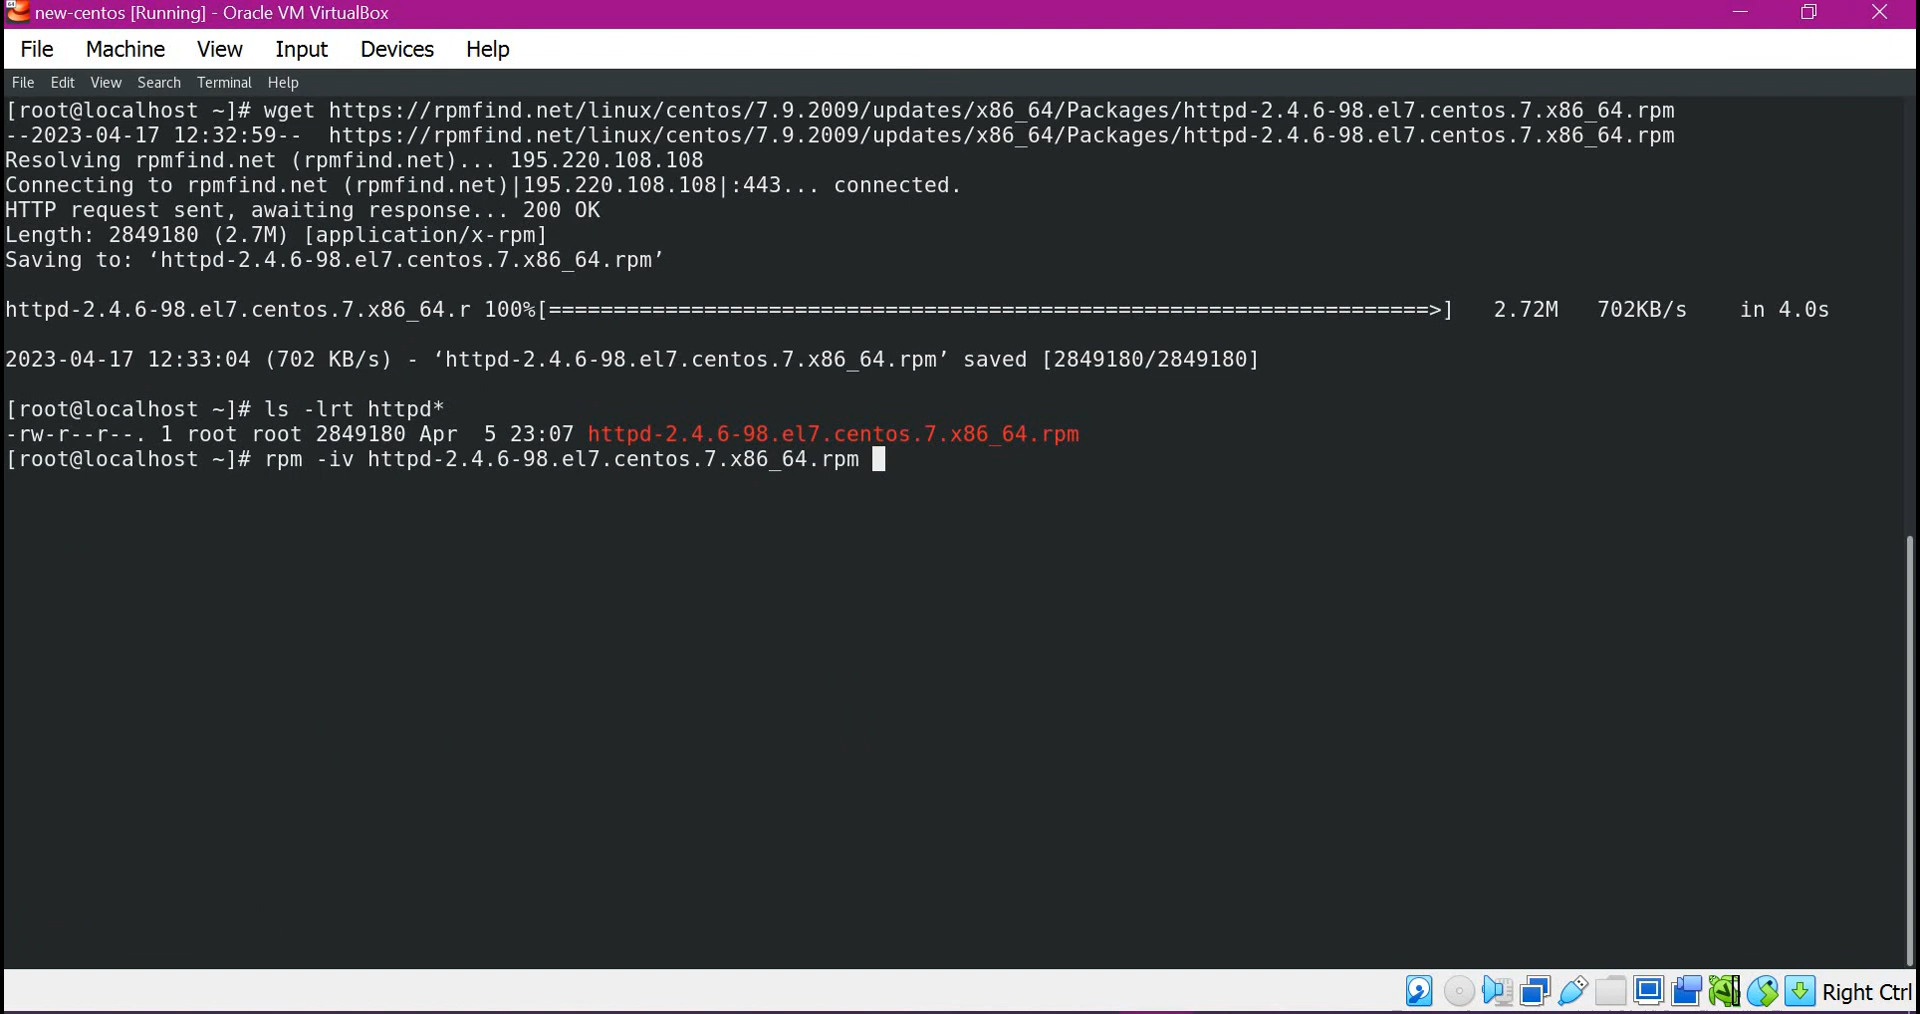 new-centos [Running] - Oracle VM VirtualBox
File Machine View Input Devices Help
File Edit View Search Terminal Help
[root@localhost ~]# wget https://rpmfind.net/linux/centos/7.9.2009/updates/x86_64/Packages/httpd-2.4.6-98.el7.centos.7.x86_64.rpm
--2023-04-17 12:32:59--  https://rpmfind.net/linux/centos/7.9.2009/updates/x86_64/Packages/httpd-2.4.6-98.el7.centos.7.x86_64.rpm
Resolving rpmfind.net (rpmfind.net)... 195.220.108.108
Connecting to rpmfind.net (rpmfind.net)|195.220.108.108|:443... connected.
HTTP request sent, awaiting response... 200 OK
Length: 2849180 (2.7M) [application/x-rpm]
Saving to: ‘httpd-2.4.6-98.el7.centos.7.x86_64.rpm’
httpd-2.4.6-98.el7.centos.7.x86_64.r 100%[====================================================================>]   2.72M   702KB/s    in 4.0s
2023-04-17 12:33:04 (702 KB/s) - ‘httpd-2.4.6-98.el7.centos.7.x86_64.rpm’ saved [2849180/2849180]
[root@localhost ~]# ls -lrt httpd*
-rw-r--r--. 1 root root 2849180 Apr  5 23:07 httpd-2.4.6-98.el7.centos.7.x86_64.rpm
[root@localhost ~]# rpm -iv httpd-2.4.6-98.el7.centos.7.x86_64.rpm
Right Ctrl